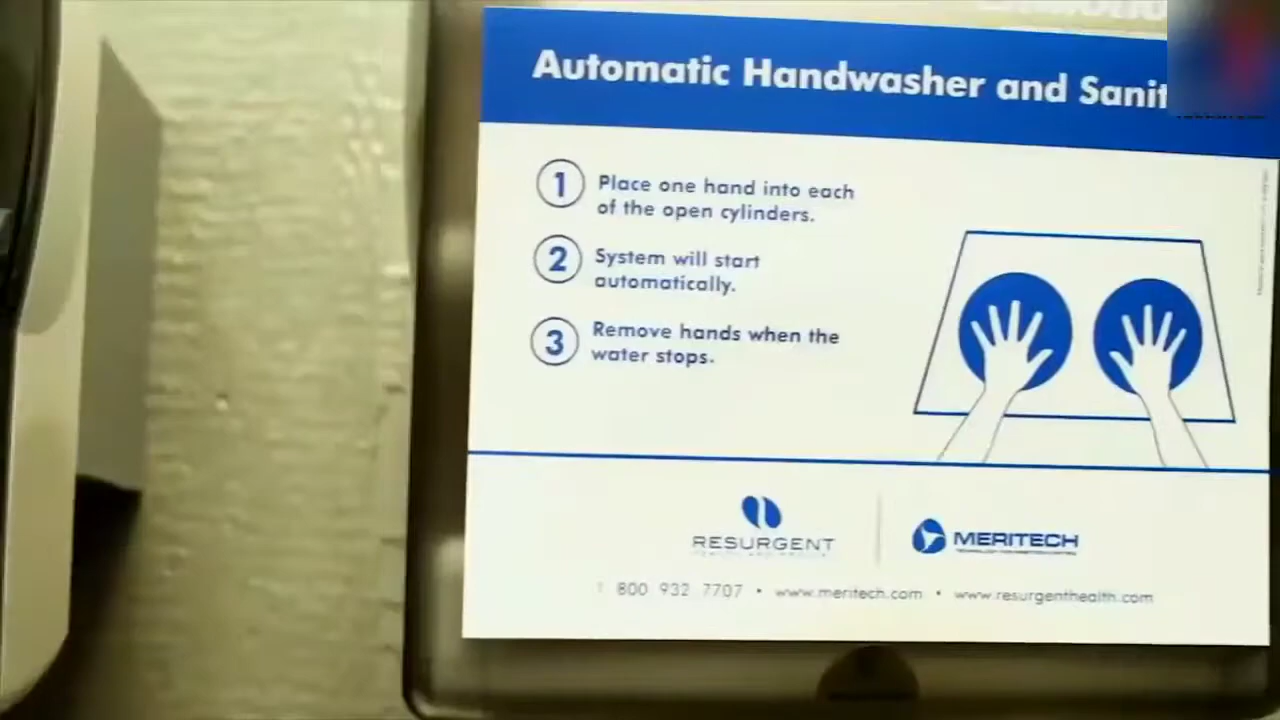 Automatic Handwasher and Sanit
1 Place one hand into each
of the open cylinders.
2 System will start
automatically.
3 Remove hands when the
water stops.
RESURGENT
MERITECH
1 800 932 7707 • www.meritech.com • www.resurgenthealth.com